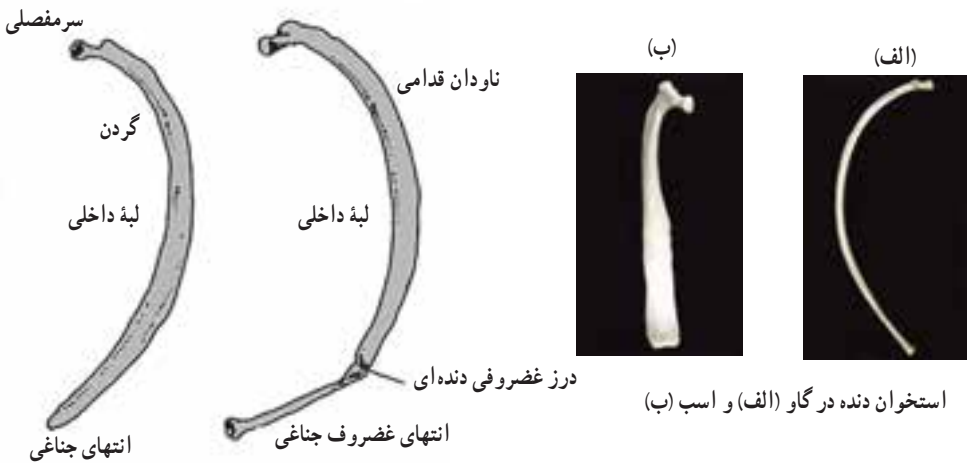 سرمفصلی
گردن
لبهٔ داخلی
انتهای جناغی
ناودان قدامی
لبهٔ داخلی
درز غضروفی دنده‌ای
انتهای غضروف جناغی
(ب)
(الف)
استخوان دنده در گاو (الف) و اسب (ب)